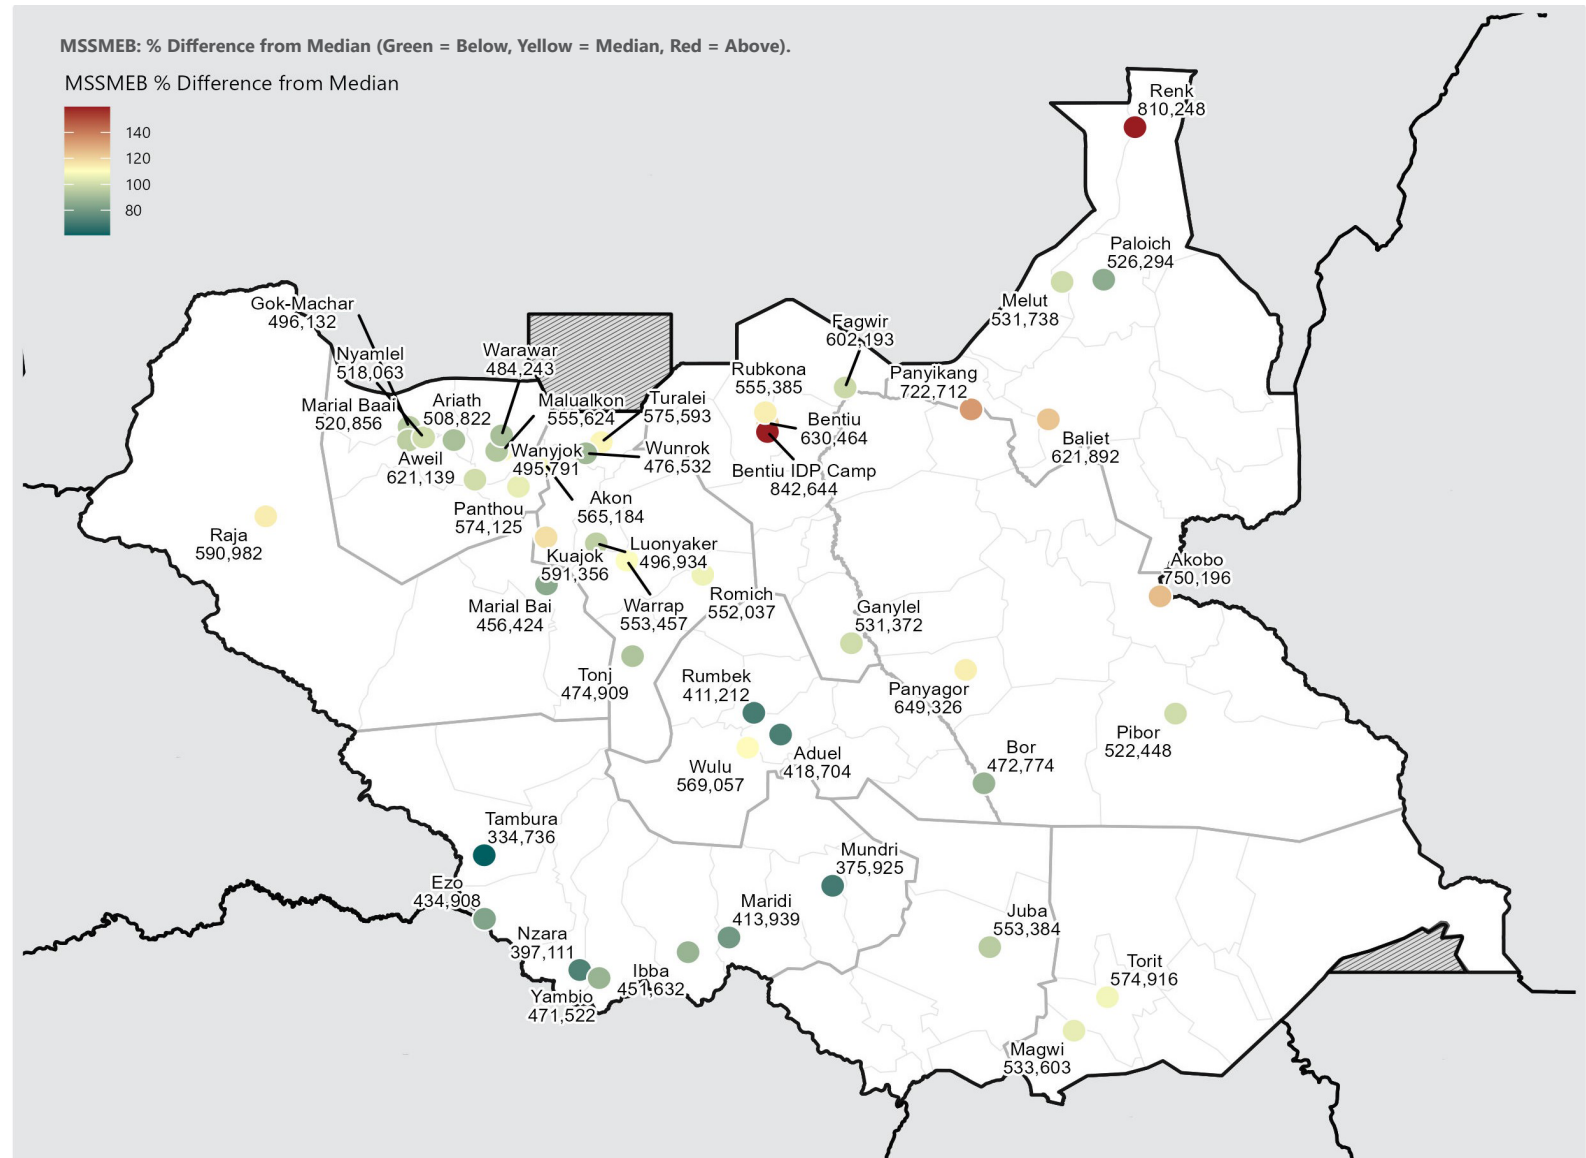 MSSMEB: % Difference from Median (Green = Below, Yellow = Median, Red = Above).
MSSMEB % Difference from Median
140
120
100
80
Renk
810,248
Paloich
526,294
Melut
531,738
Gok-Machar
496,132
Nyamlel
518,063
Marial Baai
520,856
Ariath
508,822
Warawar
484,243
Malualkon
555,624
Turalei
575,593
Rubkona
555,385
Fagwir
602,193
Panyikang
722,712
Baliet
621,892
Bentiu
630,464
Bentiu IDP Camp
842,644
Aweil
621,139
Wanyjok
495,791
Wunrok
476,532
Panthou
574,125
Akon
565,184
Raja
590,982
Kuajok
591,356
Luonyaker
496,934
Akobo
750,196
Marial Bai
456,424
Warrap
553,457
Romich
552,037
Ganylel
531,372
Tonj
474,909
Rumbek
411,212
Panyagor
649,326
Pibor
522,448
Bor
472,774
Wulu
569,057
Aduel
418,704
Tambura
334,736
Mundri
375,925
Ezo
434,908
Maridi
413,939
Juba
553,384
Nzara
397,111
Ibba
451,632
Yambio
471,522
Torit
574,916
Magwi
533,603